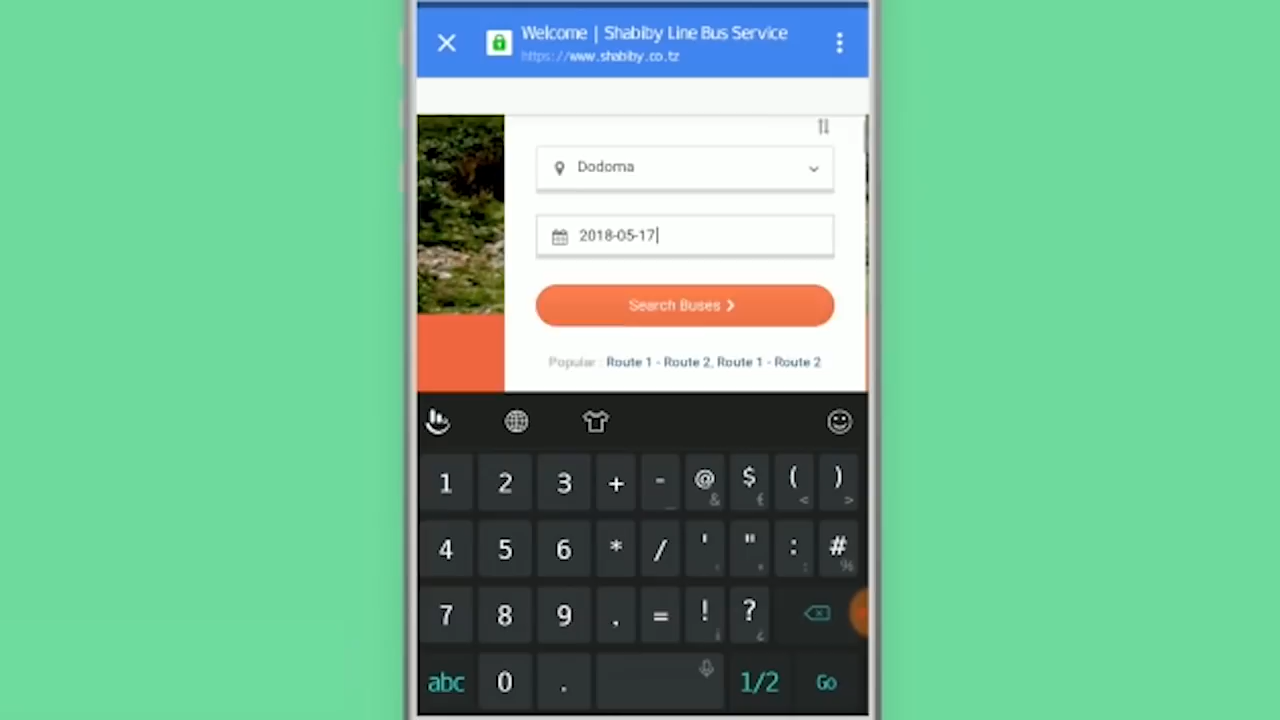 Welcome | Shabiby Line Bus Service
https://www.shabiby.co.tz
Dodoma
2018-05-17
Search Buses
Popular : Route 1 - Route 2, Route 1 - Route 2
1 2 3 + - @ $ ( )
_ & € < >
4 5 6 * / ' " : #
%
7 8 9 . = ! ?
¡ ¿
abc 0 . 1/2 Go